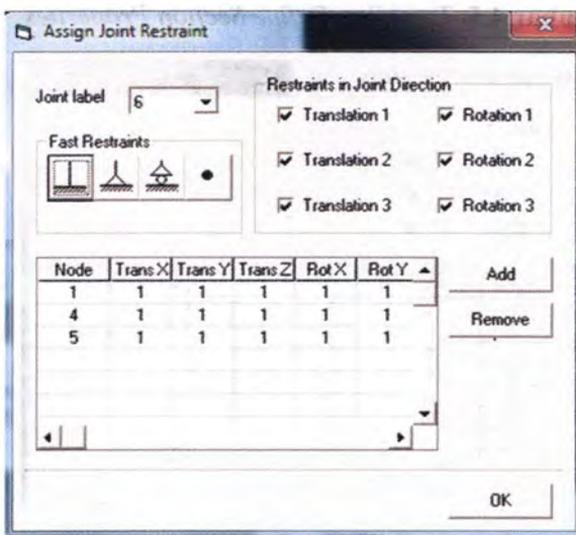 Assign Joint Restraint
Joint label 6
Restraints in Joint Direction
Translation 1 Rotation 1
Translation 2 Rotation 2
Translation 3 Rotation 3
Fast Restraints
Node Trans X Trans Y Trans Z Rot X Rot Y
1 1 1 1 1 1
4 1 1 1 1 1
5 1 1 1 1 1
Add
Remove
OK